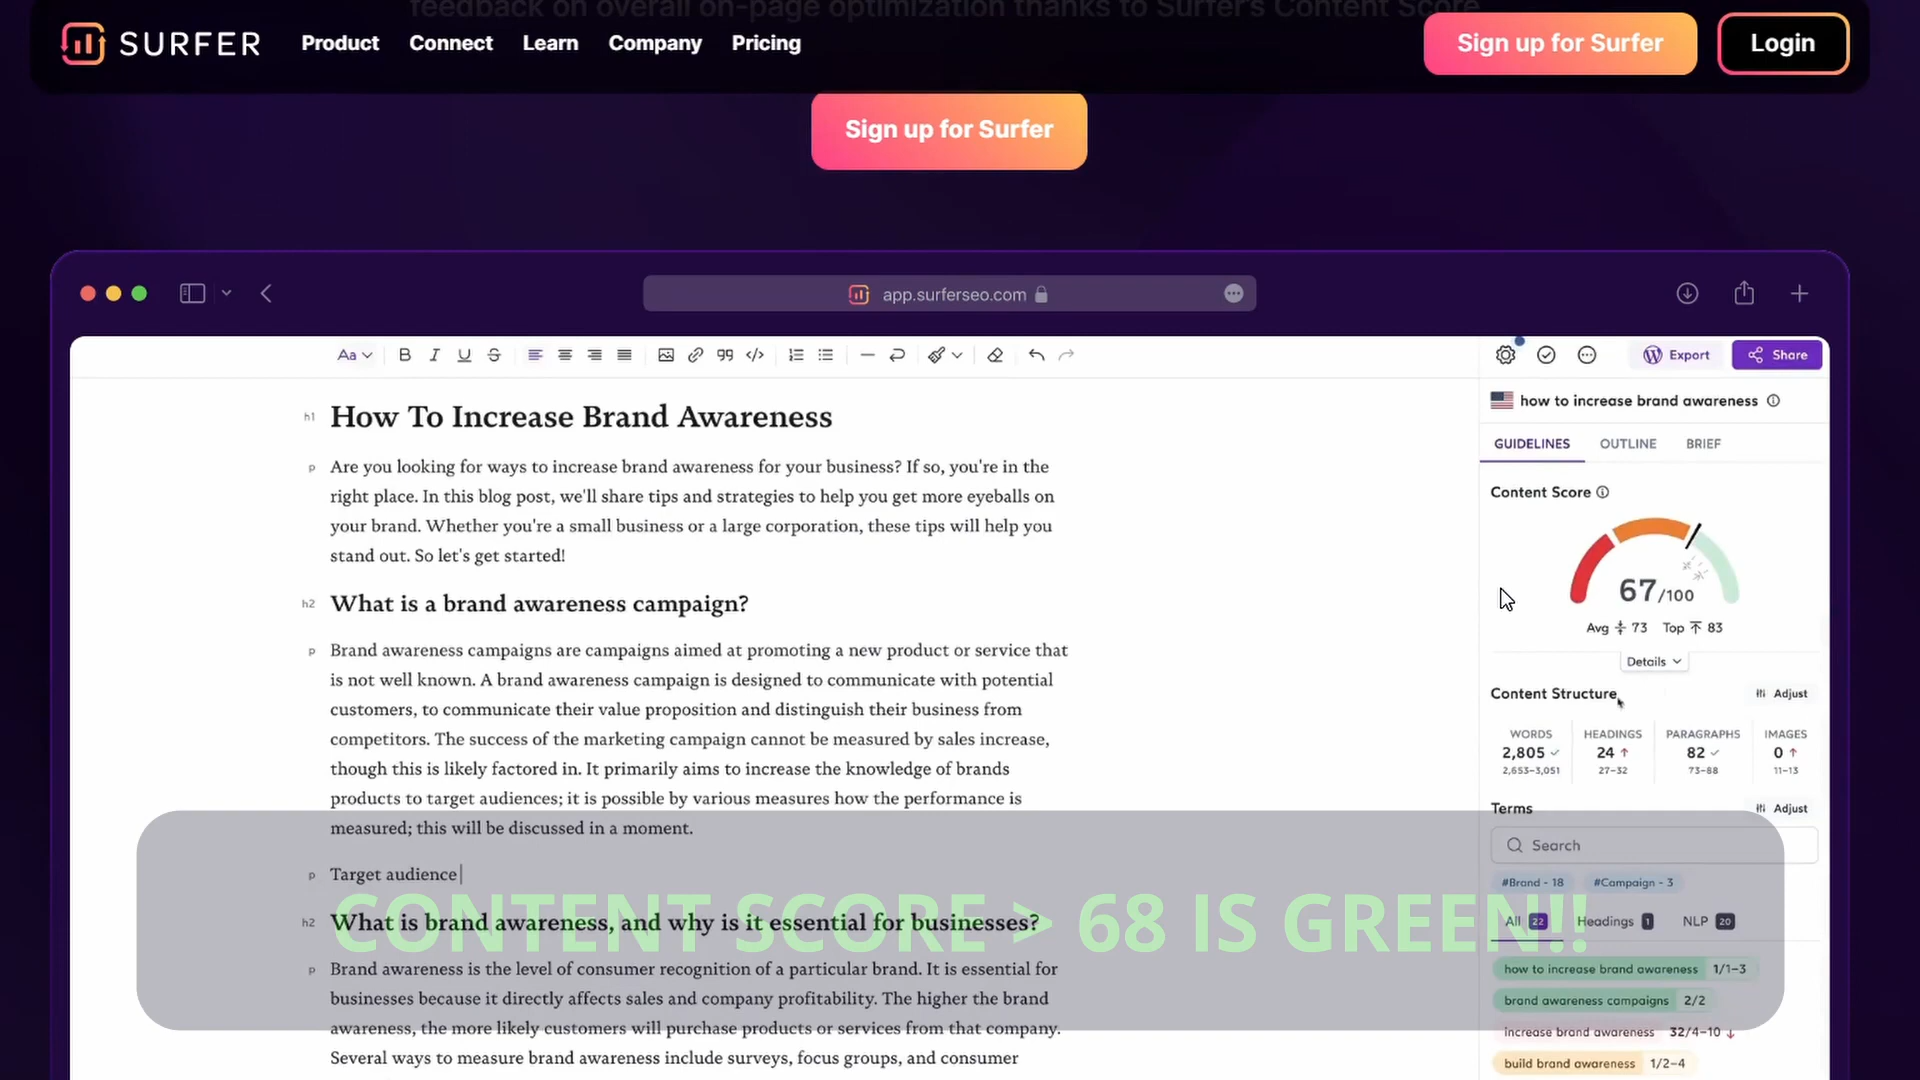 feedback on overall on-page optimization thanks to Surfer's Content Score
SURFER
Product
Connect
Learn
Company
Pricing
Sign up for Surfer
Login
Sign up for Surfer
app.surferseo.com
Aa
B
I
U
S
Export
Share
h1
How To Increase Brand Awareness
p
Are you looking for ways to increase brand awareness for your business? If so, you're in the
right place. In this blog post, we'll share tips and strategies to help you get more eyeballs on
your brand. Whether you're a small business or a large corporation, these tips will help you
stand out. So let's get started!
h2
What is a brand awareness campaign?
p
Brand awareness campaigns are campaigns aimed at promoting a new product or service that
is not well known. A brand awareness campaign is designed to communicate with potential
customers, to communicate their value proposition and distinguish their business from
competitors. The success of the marketing campaign cannot be measured by sales increase,
though this is likely factored in. It primarily aims to increase the knowledge of brands
products to target audiences; it is possible by various measures how the performance is
measured; this will be discussed in a moment.
p
Target audience
h2
What is brand awareness, and why is it essential for businesses?
p
Brand awareness is the level of consumer recognition of a particular brand. It is essential for
businesses because it directly affects sales and company profitability. The higher the brand
awareness, the more likely customers will purchase products or services from that company.
Several ways to measure brand awareness include surveys, focus groups, and consumer
how to increase brand awareness
GUIDELINES
OUTLINE
BRIEF
Content Score
67/100
Avg 73 Top 83
Details
Content Structure
Adjust
WORDS
2,805
2,653–3,051
HEADINGS
24
27–32
PARAGRAPHS
82
73–88
IMAGES
0
11–13
Terms
Adjust
Search
#Brand - 18
#Campaign - 3
All 22
Headings 1
NLP 20
how to increase brand awareness 1/1–3
brand awareness campaigns 2/2
increase brand awareness 32/4–10
build brand awareness 1/2–4
CONTENT SCORE > 68 IS GREEN!!